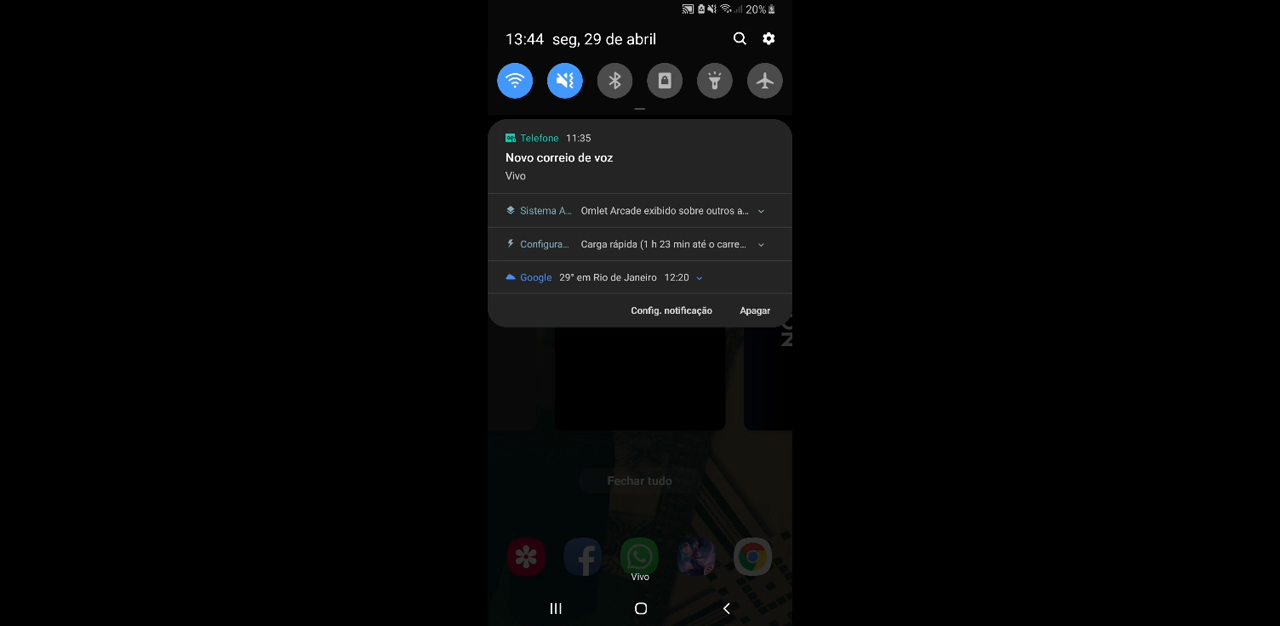 20%
13:44 seg, 29 de abril
Telefone 11:35
Novo correio de voz
Vivo
Sistema A... Omlet Arcade exibido sobre outros a...
Configura... Carga rápida (1 h 23 min até o carre...
Google 29° em Rio de Janeiro 12:20
Config. notificação Apagar
Fechar tudo
Vivo